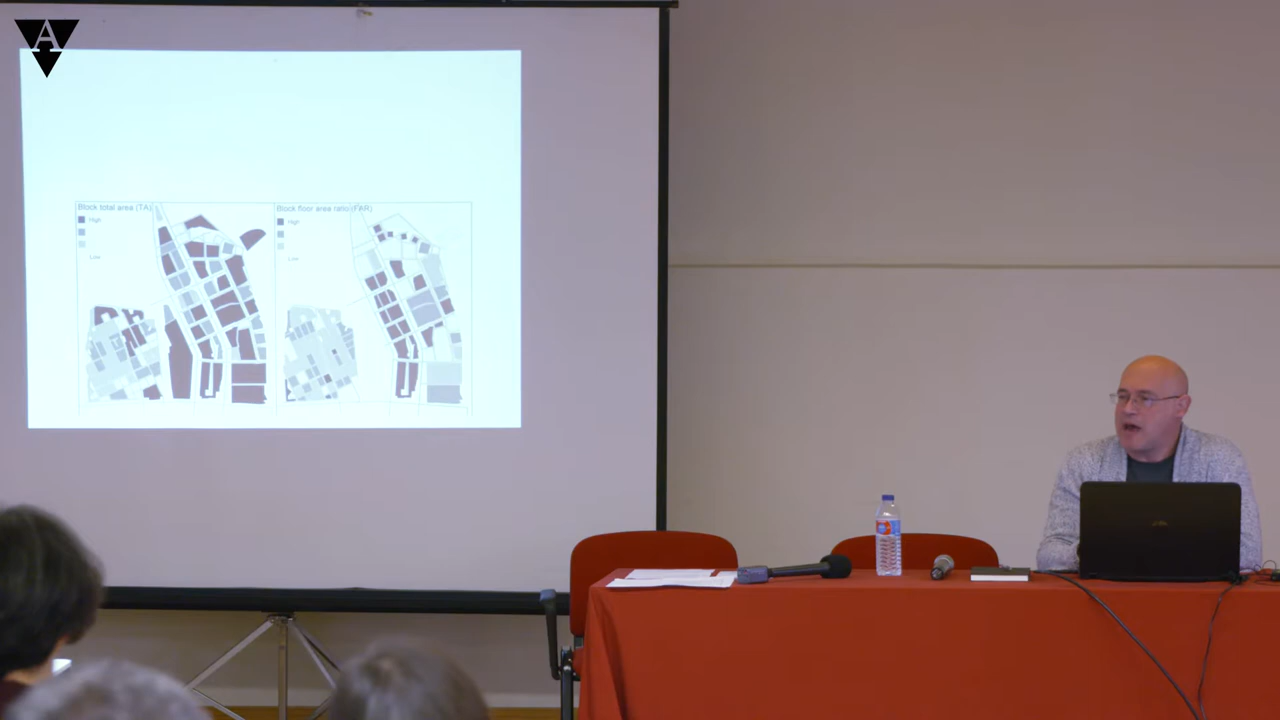 A
Block total area (TA)
High
Low
Block floor area ratio (FAR)
High
Low